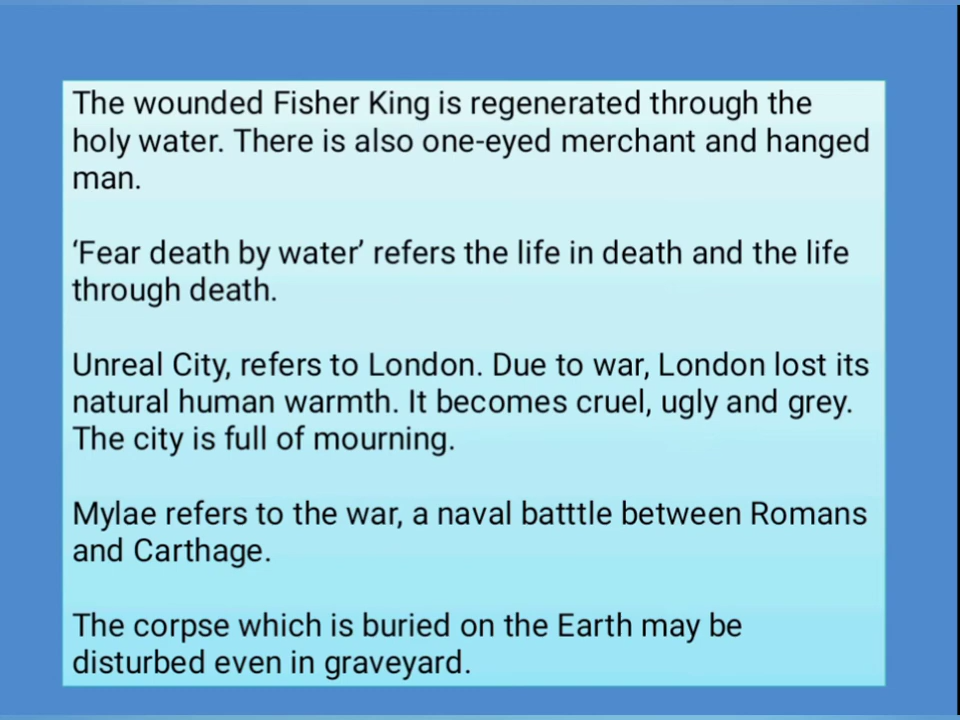 The wounded Fisher King is regenerated through the
holy water. There is also one-eyed merchant and hanged
man.
‘Fear death by water’ refers the life in death and the life
through death.
Unreal City, refers to London. Due to war, London lost its
natural human warmth. It becomes cruel, ugly and grey.
The city is full of mourning.
Mylae refers to the war, a naval batttle between Romans
and Carthage.
The corpse which is buried on the Earth may be
disturbed even in graveyard.